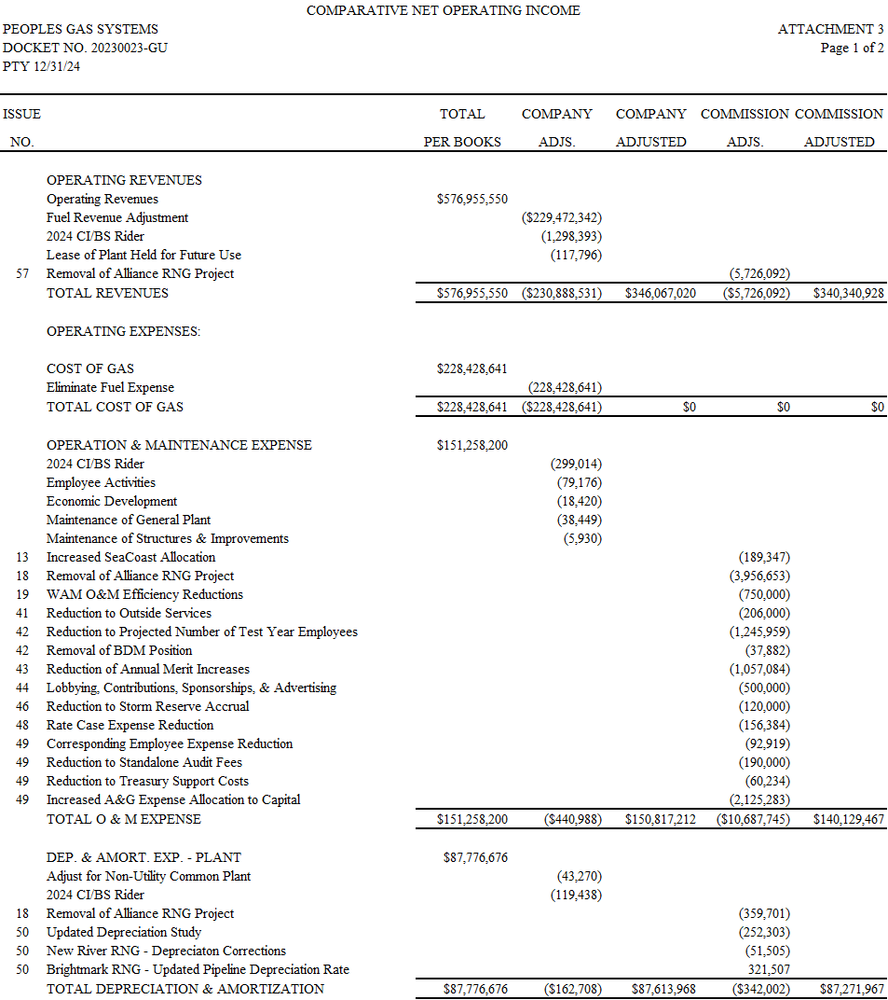 COMPARATIVE NET OPERATING INCOME
PEOPLES GAS SYSTEMS ATTACHMENT 3
DOCKET NO. 20230023-GU Page 1 of 2
PTY 12/31/24
ISSUE TOTAL COMPANY COMPANY COMMISSION COMMISSION
NO. PER BOOKS ADJS. ADJUSTED ADJS. ADJUSTED
OPERATING REVENUES
Operating Revenues $576,955,550
Fuel Revenue Adjustment ($229,472,342)
2024 CI/BS Rider (1,298,393)
Lease of Plant Held for Future Use (117,796)
57 Removal of Alliance RNG Project (5,726,092)
TOTAL REVENUES $576,955,550 ($230,888,531) $346,067,020 ($5,726,092) $340,340,928
OPERATING EXPENSES:
COST OF GAS $228,428,641
Eliminate Fuel Expense (228,428,641)
TOTAL COST OF GAS $228,428,641 ($228,428,641) $0 $0 $0
OPERATION & MAINTENANCE EXPENSE $151,258,200
2024 CI/BS Rider (299,014)
Employee Activities (79,176)
Economic Development (18,420)
Maintenance of General Plant (38,449)
Maintenance of Structures & Improvements (5,930)
13 Increased SeaCoast Allocation (189,347)
18 Removal of Alliance RNG Project (3,956,653)
19 WAM O&M Efficiency Reductions (750,000)
41 Reduction to Outside Services (206,000)
42 Reduction to Projected Number of Test Year Employees (1,245,959)
42 Removal of BDM Position (37,882)
43 Reduction of Annual Merit Increases (1,057,084)
44 Lobbying, Contributions, Sponsorships, & Advertising (500,000)
46 Reduction to Storm Reserve Accrual (120,000)
48 Rate Case Expense Reduction (156,384)
49 Corresponding Employee Expense Reduction (92,919)
49 Reduction to Standalone Audit Fees (190,000)
49 Reduction to Treasury Support Costs (60,234)
49 Increased A&G Expense Allocation to Capital (2,125,283)
TOTAL O & M EXPENSE $151,258,200 ($440,988) $150,817,212 ($10,687,745) $140,129,467
DEP. & AMORT. EXP. - PLANT $87,776,676
Adjust for Non-Utility Common Plant (43,270)
2024 CI/BS Rider (119,438)
18 Removal of Alliance RNG Project (359,701)
50 Updated Depreciation Study (252,303)
50 New River RNG - Depreciaton Corrections (51,505)
50 Brightmark RNG - Updated Pipeline Depreciation Rate 321,507
TOTAL DEPRECIATION & AMORTIZATION $87,776,676 ($162,708) $87,613,968 ($342,002) $87,271,967